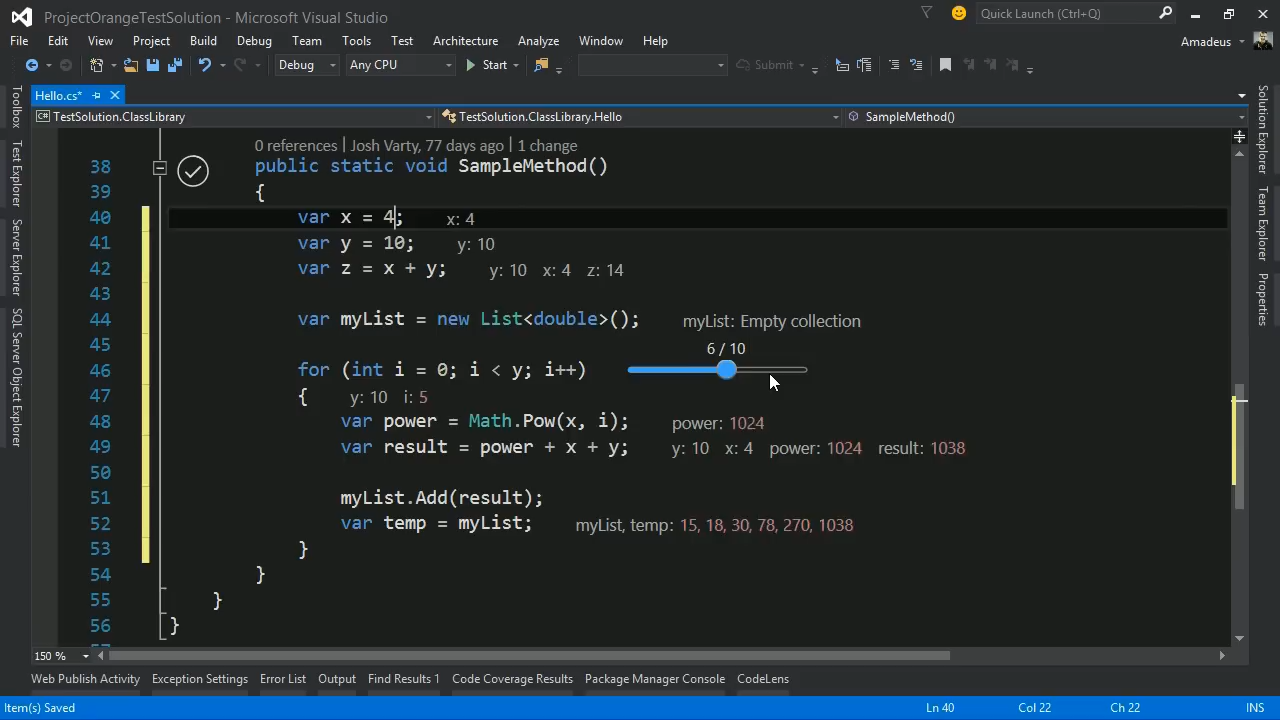 ProjectOrangeTestSolution - Microsoft Visual Studio
Quick Launch (Ctrl+Q)
File Edit View Project Build Debug Team Tools Test Architecture Analyze Window Help
Amadeus
Debug Any CPU Start Submit
Hello.cs*
TestSolution.ClassLibrary TestSolution.ClassLibrary.Hello SampleMethod()
Toolbox
Test Explorer
Server Explorer
SQL Server Object Explorer
0 references | Josh Varty, 77 days ago | 1 change
38 public static void SampleMethod()
39 {
40 var x = 4; x: 4
41 var y = 10; y: 10
42 var z = x + y; y: 10 x: 4 z: 14
43
44 var myList = new List<double>(); myList: Empty collection
45
6 / 10
46 for (int i = 0; i < y; i++)
47 { y: 10 i: 5
48 var power = Math.Pow(x, i); power: 1024
49 var result = power + x + y; y: 10 x: 4 power: 1024 result: 1038
50
51 myList.Add(result);
52 var temp = myList; myList, temp: 15, 18, 30, 78, 270, 1038
53 }
54 }
55 }
56 }
Solution Explorer
Team Explorer
Properties
150 %
Web Publish Activity Exception Settings Error List Output Find Results 1 Code Coverage Results Package Manager Console CodeLens
Item(s) Saved Ln 40 Col 22 Ch 22 INS